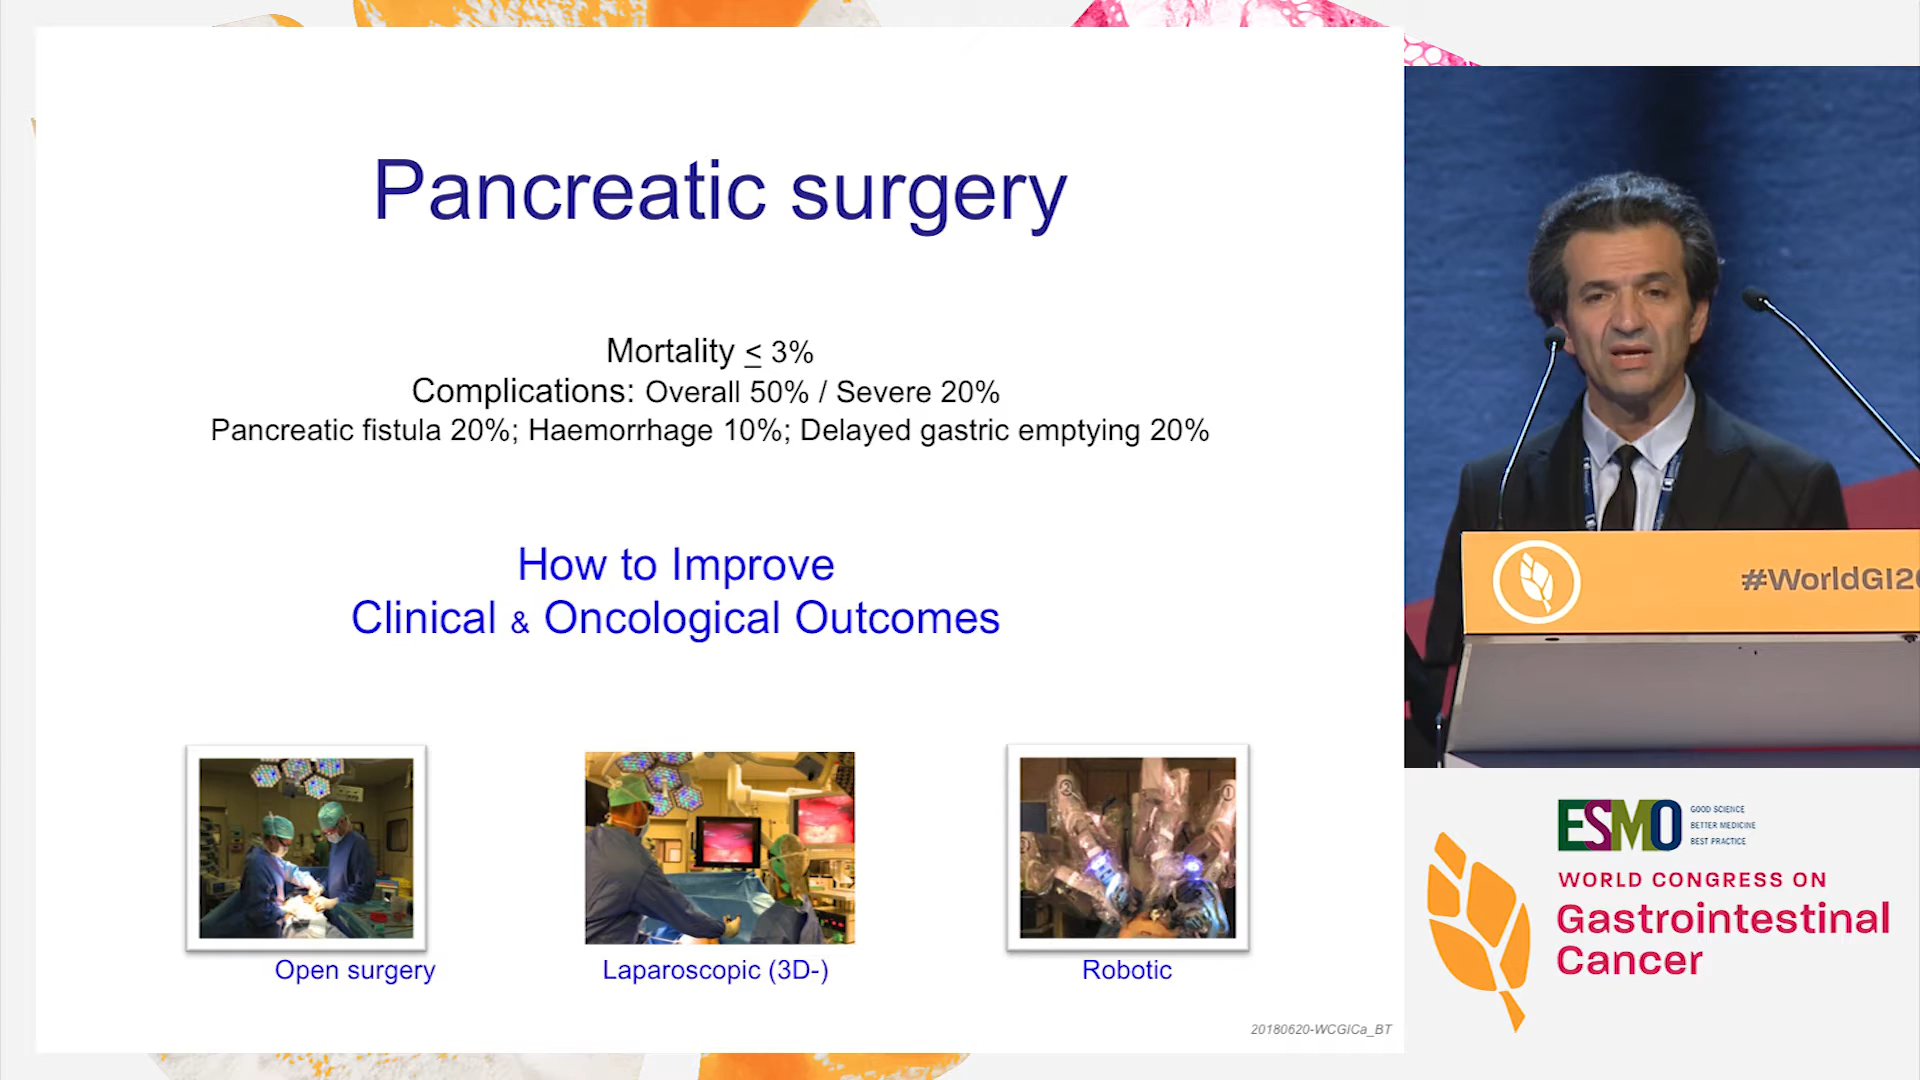 Pancreatic surgery
Mortality ≤ 3%
Complications: Overall 50% / Severe 20%
Pancreatic fistula 20%; Haemorrhage 10%; Delayed gastric emptying 20%
How to Improve
Clinical & Oncological Outcomes
Open surgery
Laparoscopic (3D-)
Robotic
20180620-WCGICa_BT
#WorldGI20
ESMO
GOOD SCIENCE
BETTER MEDICINE
BEST PRACTICE
WORLD CONGRESS ON
Gastrointestinal
Cancer